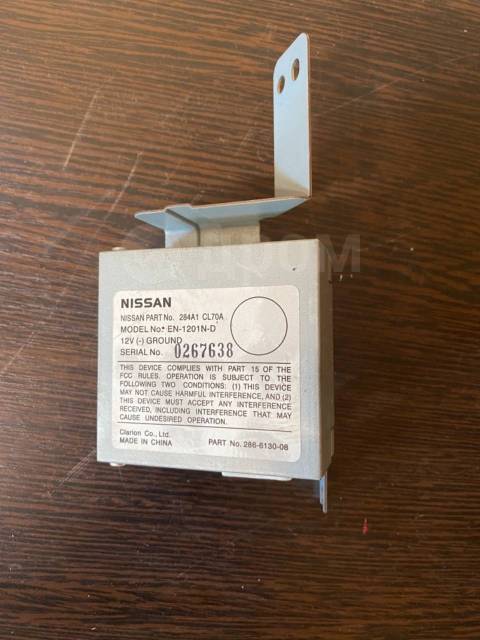 NISSAN
NISSAN PART No. 284A1 CL70A
MODEL No.• EN-1201N-D
12V (-) GROUND
SERIAL No. 0267638
THIS DEVICE COMPLIES WITH PART 15 OF THE
FCC RULES. OPERATION IS SUBJECT TO THE
FOLLOWING TWO CONDITIONS: (1) THIS DEVICE
MAY NOT CAUSE HARMFUL INTERFERENCE, AND (2)
THIS DEVICE MUST ACCEPT ANY INTERFERENCE
RECEIVED, INCLUDING INTERFERENCE THAT MAY
CAUSE UNDESIRED OPERATION.
Clarion Co., Ltd.
MADE IN CHINA PART No. 286-6130-08
ДРОМ